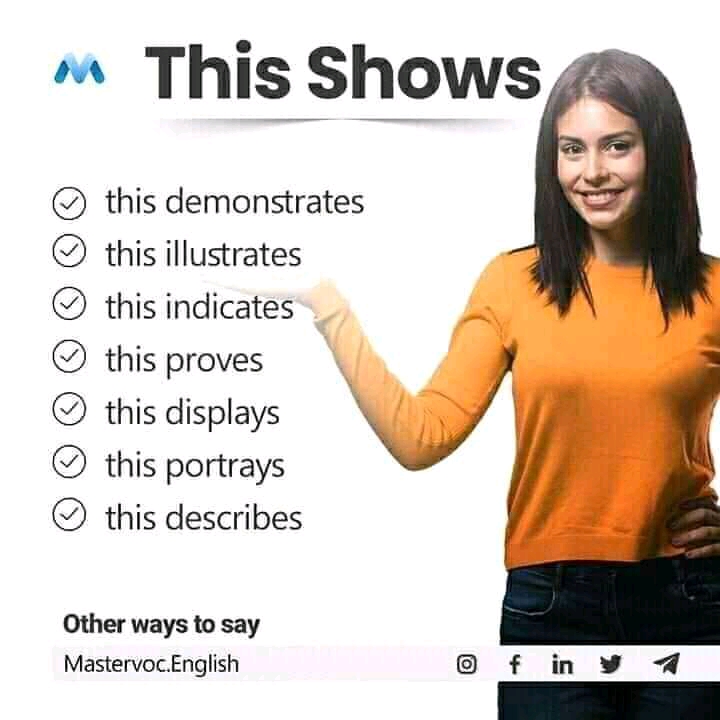 This Shows
this demonstrates
this illustrates
this indicates
this proves
this displays
this portrays
this describes
Other ways to say
Mastervoc.English